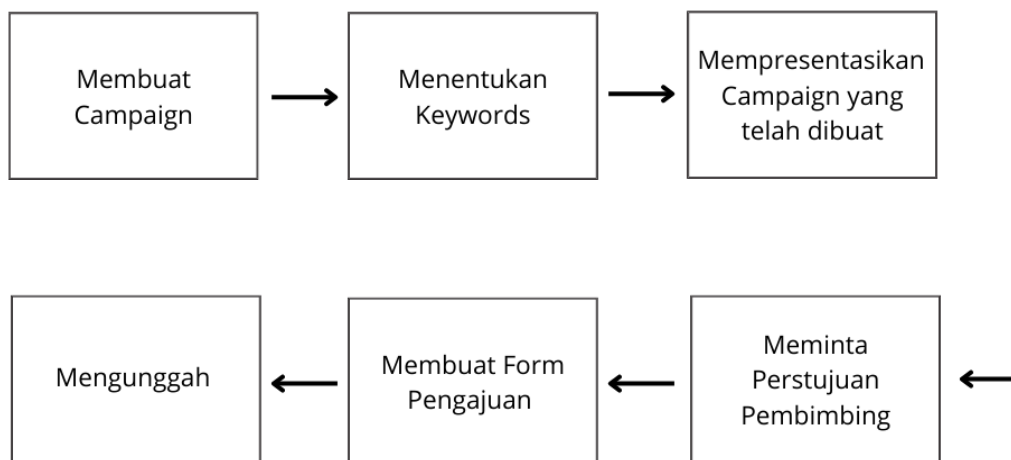 Membuat
Campaign
Menentukan
Keywords
Mempresentasikan
Campaign yang
telah dibuat
Meminta
Perstujuan
Pembimbing
Membuat Form
Pengajuan
Mengunggah